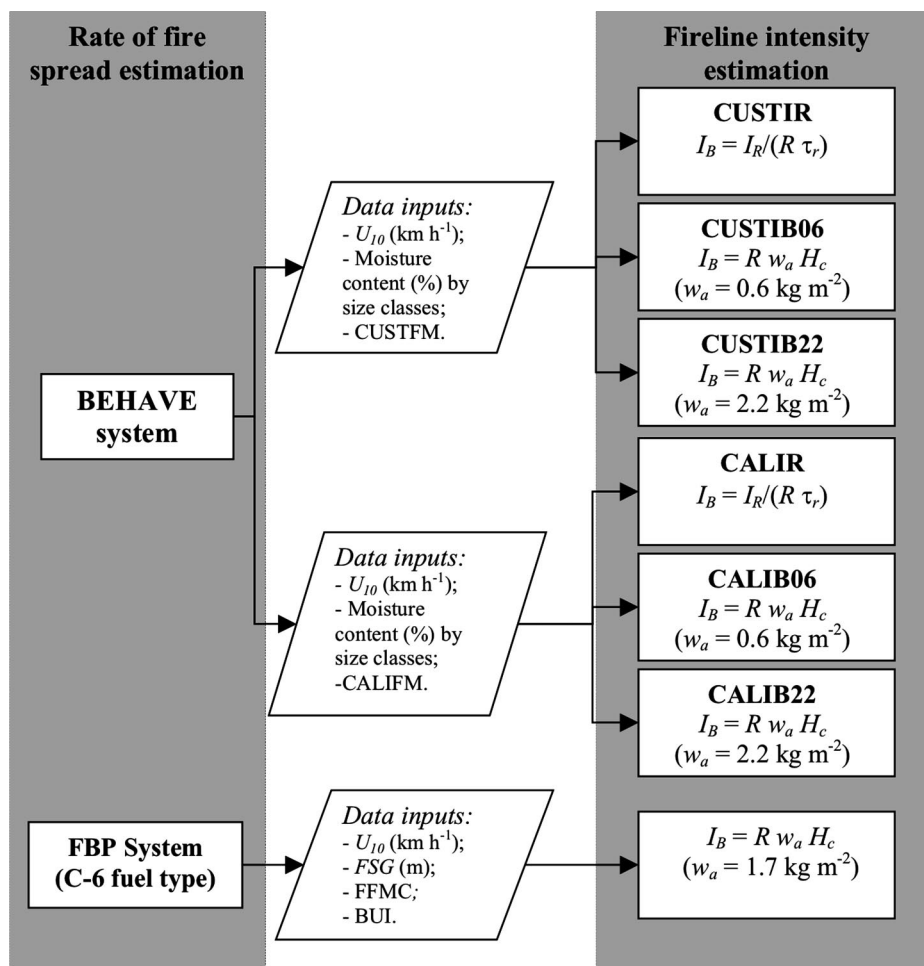 Rate of fire
spread estimation
Fireline intensity
estimation
BEHAVE
system
Data inputs:
- U₁₀ (km h⁻¹);
- Moisture
content (%) by
size classes;
- CUSTFM.
CUSTIR
I_B = I_R/(R τ_r)
CUSTIB06
I_B = R w_a H_c
(w_a = 0.6 kg m⁻²)
CUSTIB22
I_B = R w_a H_c
(w_a = 2.2 kg m⁻²)
Data inputs:
- U₁₀ (km h⁻¹);
- Moisture
content (%) by
size classes;
-CALIFM.
CALIR
I_B = I_R/(R τ_r)
CALIB06
I_B = R w_a H_c
(w_a = 0.6 kg m⁻²)
CALIB22
I_B = R w_a H_c
(w_a = 2.2 kg m⁻²)
FBP System
(C-6 fuel type)
Data inputs:
- U₁₀ (km h⁻¹);
- FSG (m);
- FFMC;
- BUI.
I_B = R w_a H_c
(w_a = 1.7 kg m⁻²)